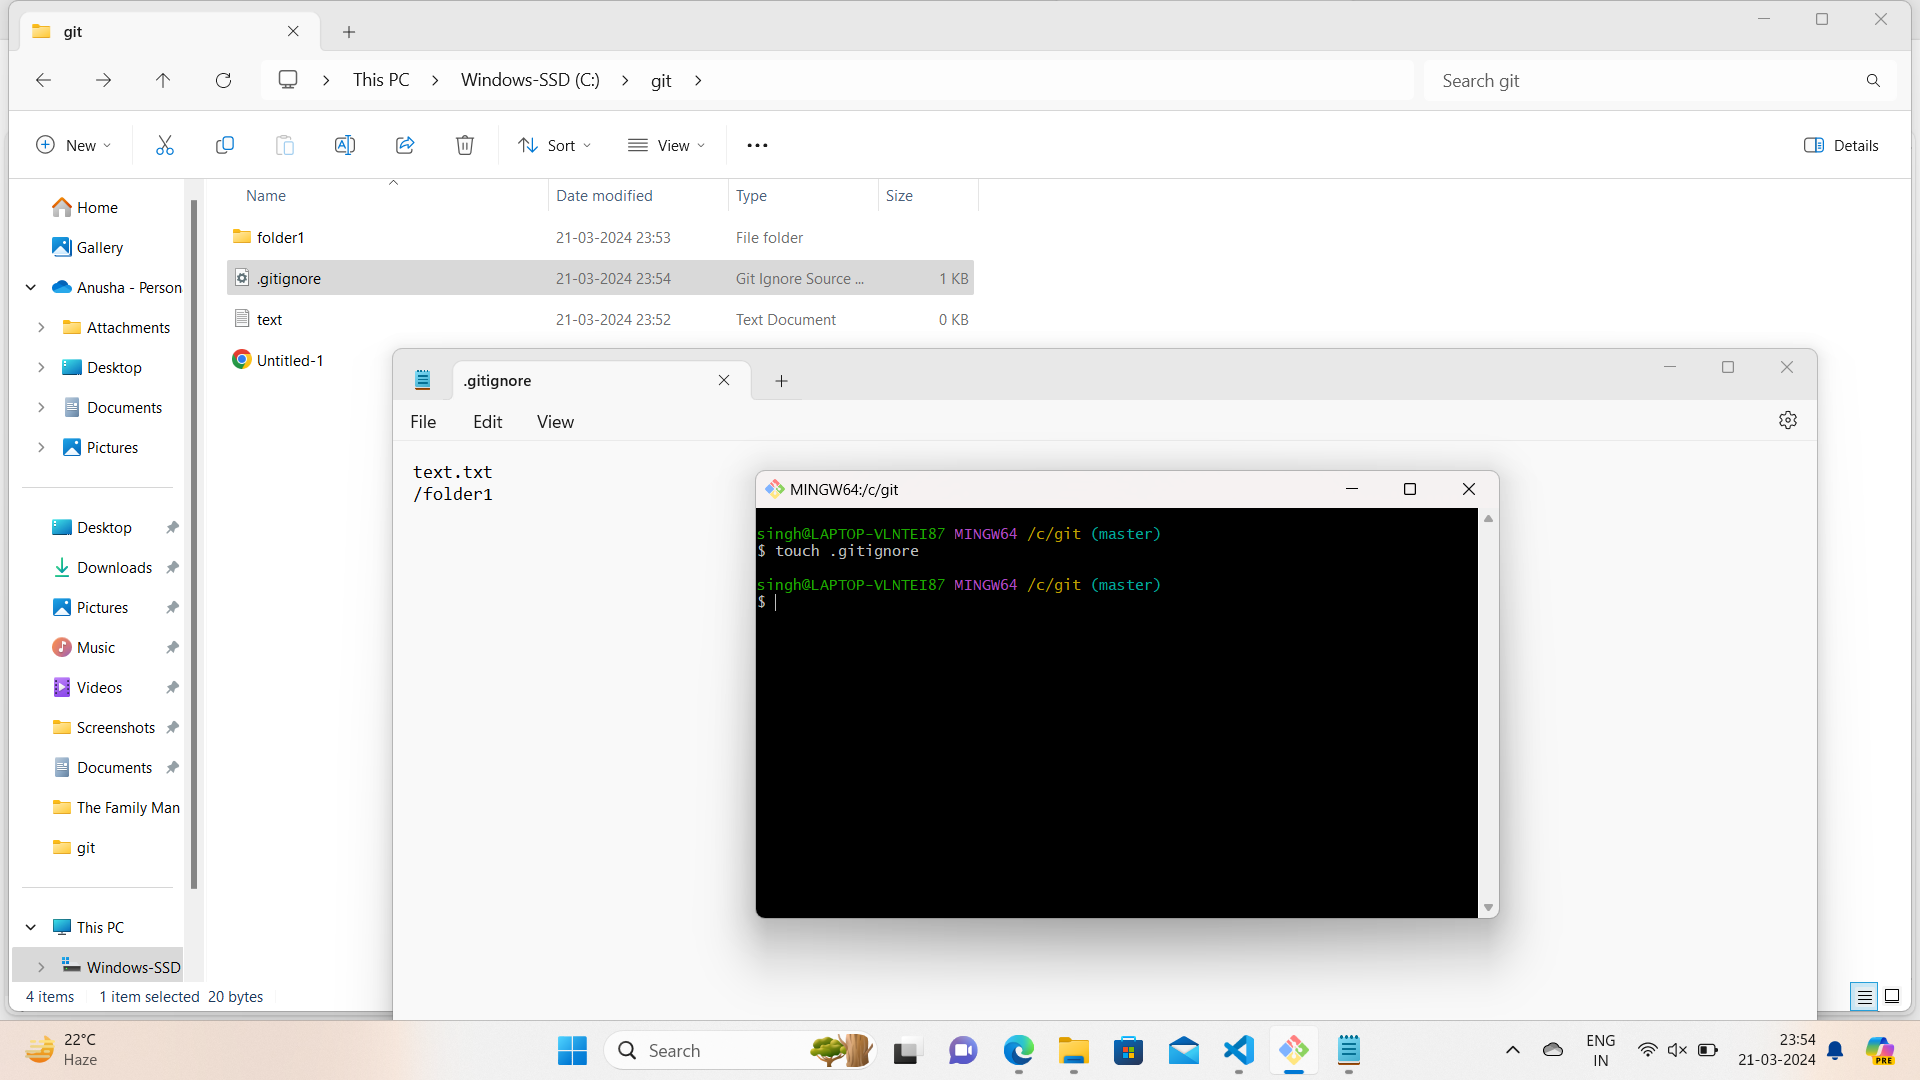 git
This PC
Windows-SSD (C:)
git
Search git
New
Sort
View
Details
Name
Date modified
Type
Size
folder1
21-03-2024 23:53
File folder
.gitignore
21-03-2024 23:54
Git Ignore Source ...
1 KB
text
21-03-2024 23:52
Text Document
0 KB
Untitled-1
Home
Gallery
Anusha - Person
Attachments
Desktop
Documents
Pictures
Desktop
Downloads
Pictures
Music
Videos
Screenshots
Documents
The Family Man
git
This PC
Windows-SSD
4 items
1 item selected 20 bytes
.gitignore
File
Edit
View
text.txt
/folder1
MINGW64:/c/git
singh@LAPTOP-VLNTEI87 MINGW64 /c/git (master)
$ touch .gitignore
singh@LAPTOP-VLNTEI87 MINGW64 /c/git (master)
$
22°C
Haze
Search
ENG
IN
23:54
21-03-2024
PRE